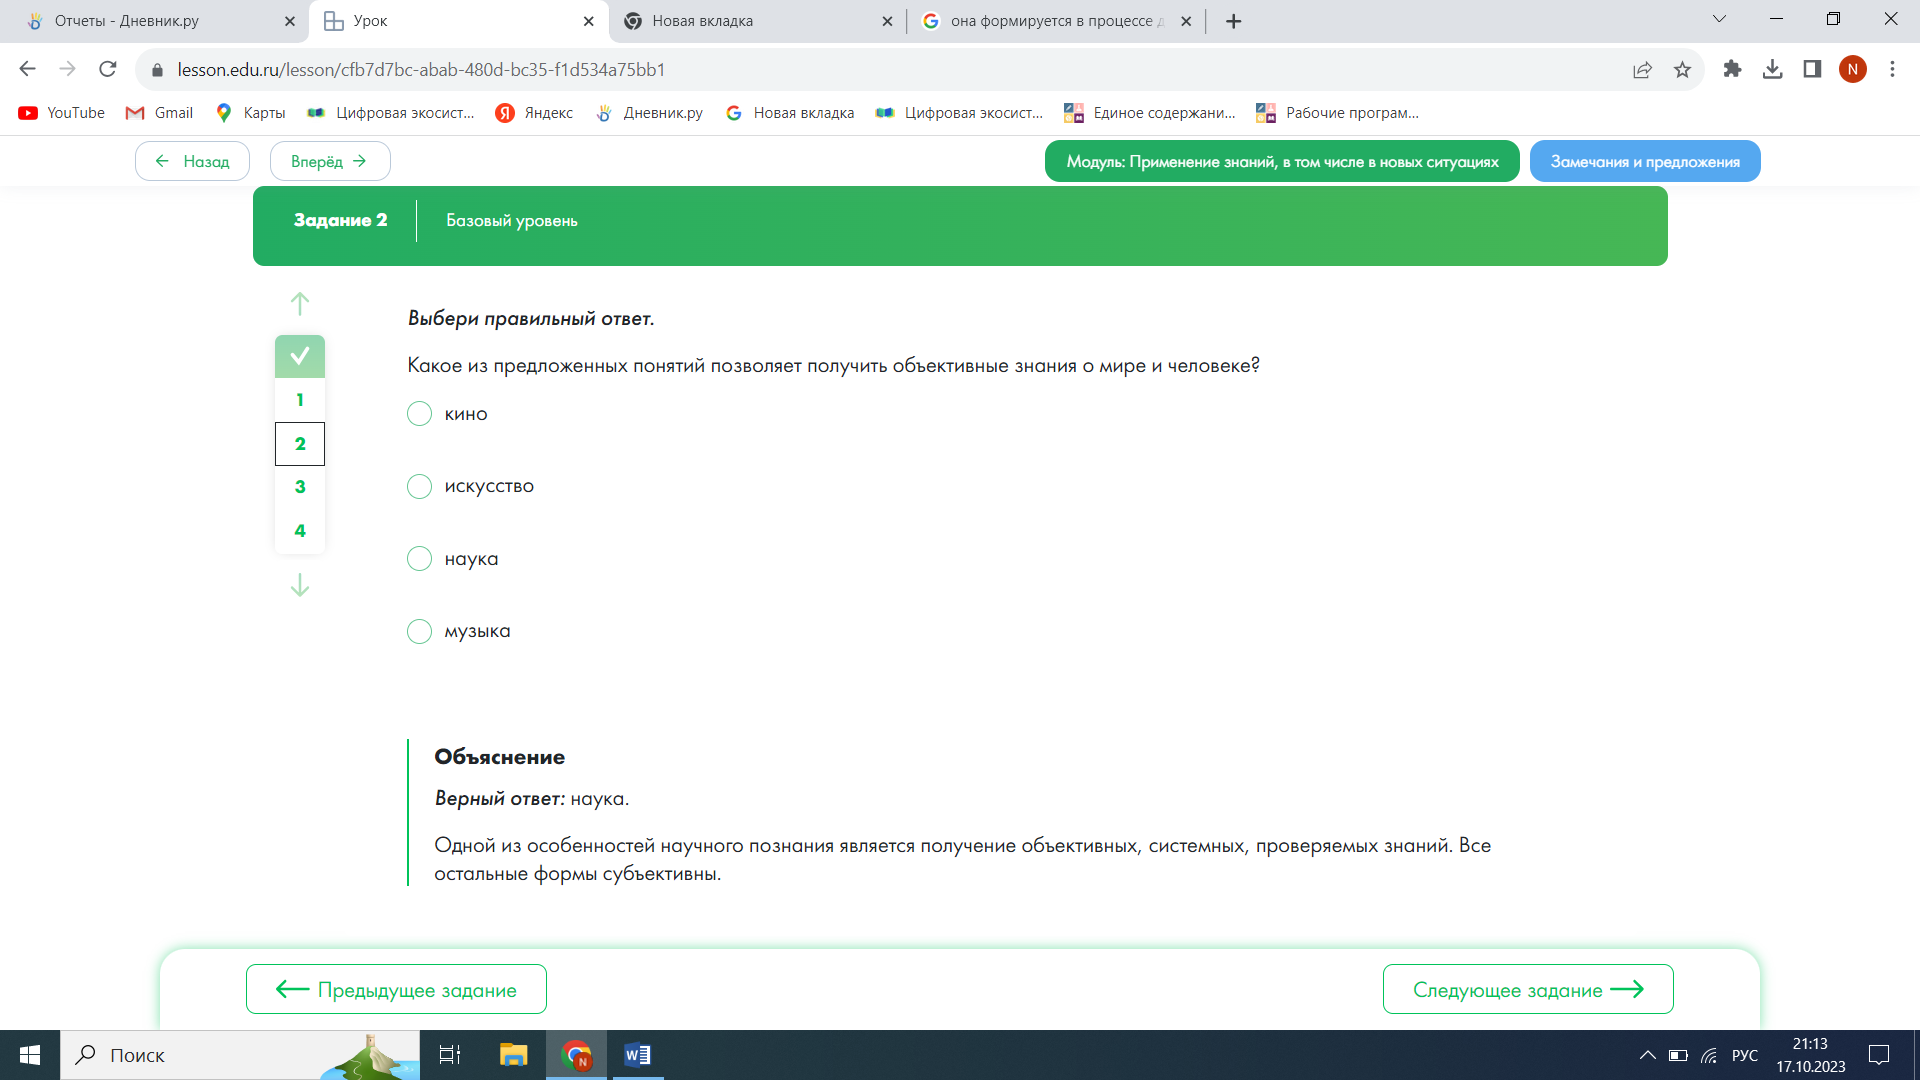 Отчеты - Дневник.ру
Урок
Новая вкладка
она формируется в процессе д
lesson.edu.ru/lesson/cfb7d7bc-abab-480d-bc35-f1d534a75bb1
N
YouTube
Gmail
Карты
Цифровая экосист...
Яндекс
Дневник.ру
Новая вкладка
Цифровая экосист...
Единое содержани...
Рабочие програм...
Назад
Вперёд
Модуль: Применение знаний, в том числе в новых ситуациях
Замечания и предложения
Задание 2
Базовый уровень
1
2
3
4
Выбери правильный ответ.
Какое из предложенных понятий позволяет получить объективные знания о мире и человеке?
кино
искусство
наука
музыка
Объяснение
Верный ответ: наука.
Одной из особенностей научного познания является получение объективных, системных, проверяемых знаний. Все
остальные формы субъективны.
Предыдущее задание
Следующее задание
Поиск
N
РУС
21:13
17.10.2023